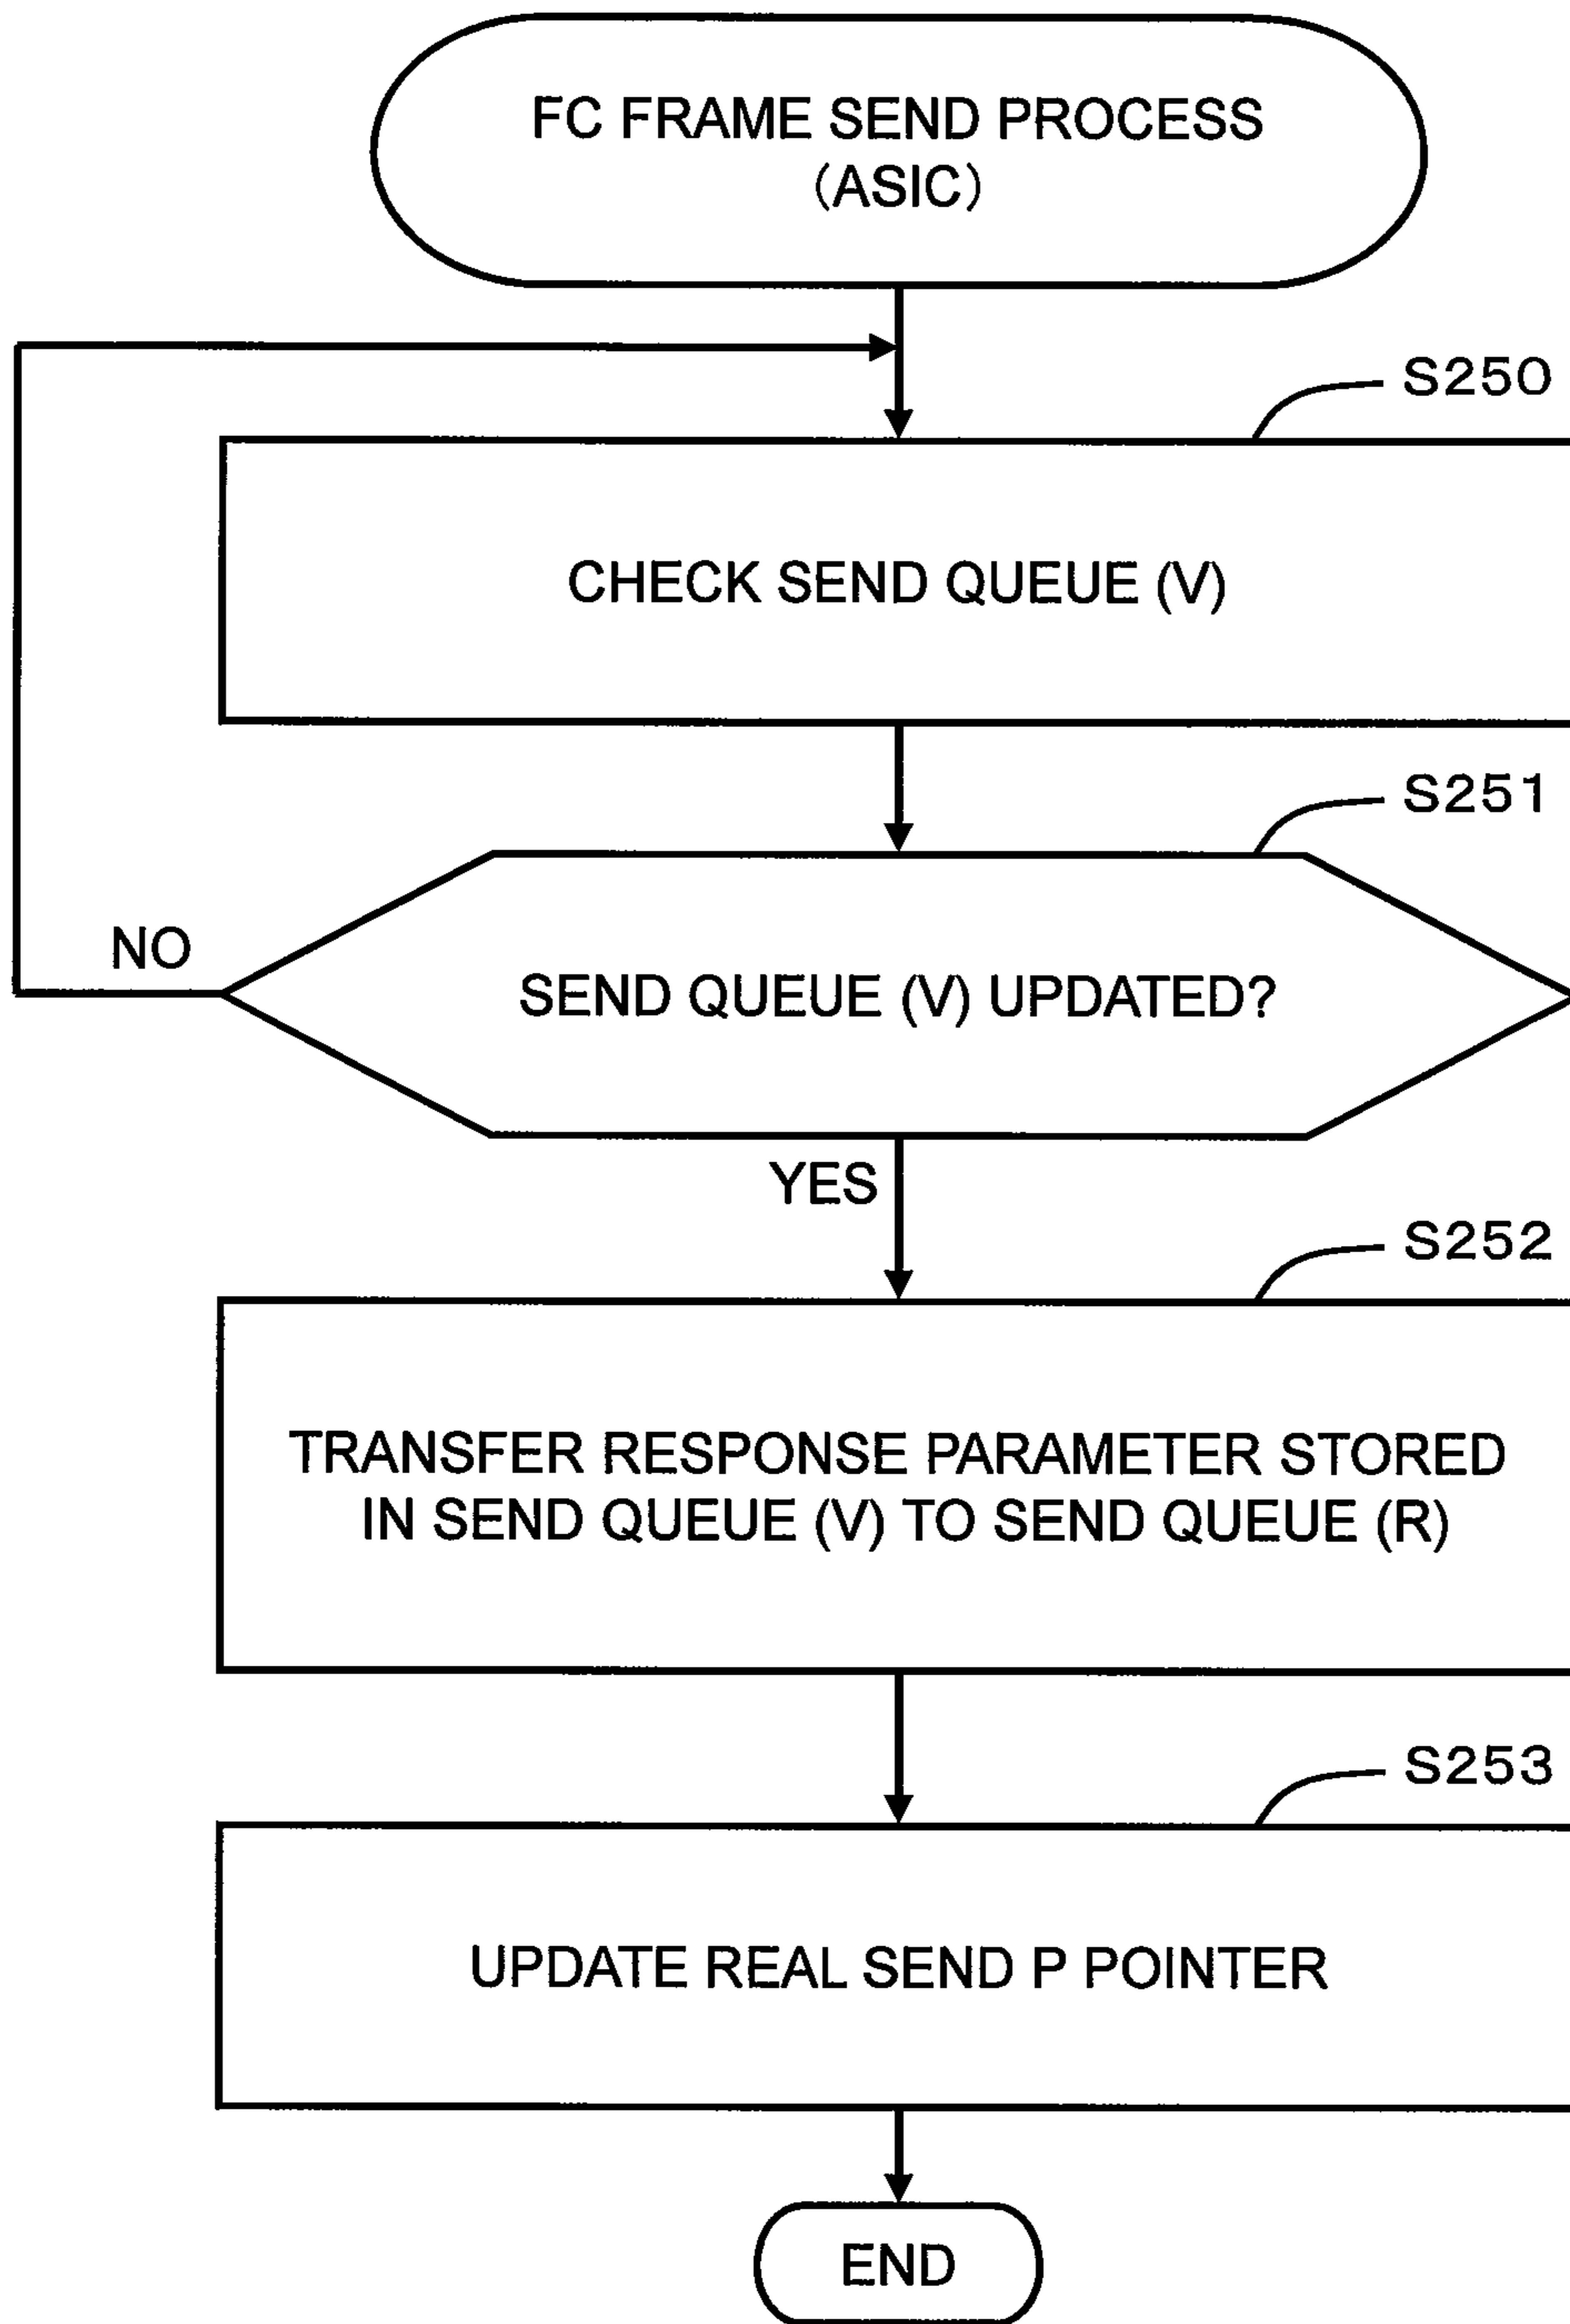 FC FRAME SEND PROCESS
(ASIC)
S250
CHECK SEND QUEUE (V)
S251
NO
SEND QUEUE (V) UPDATED?
YES
S252
TRANSFER RESPONSE PARAMETER STORED
IN SEND QUEUE (V) TO SEND QUEUE (R)
S253
UPDATE REAL SEND P POINTER
END